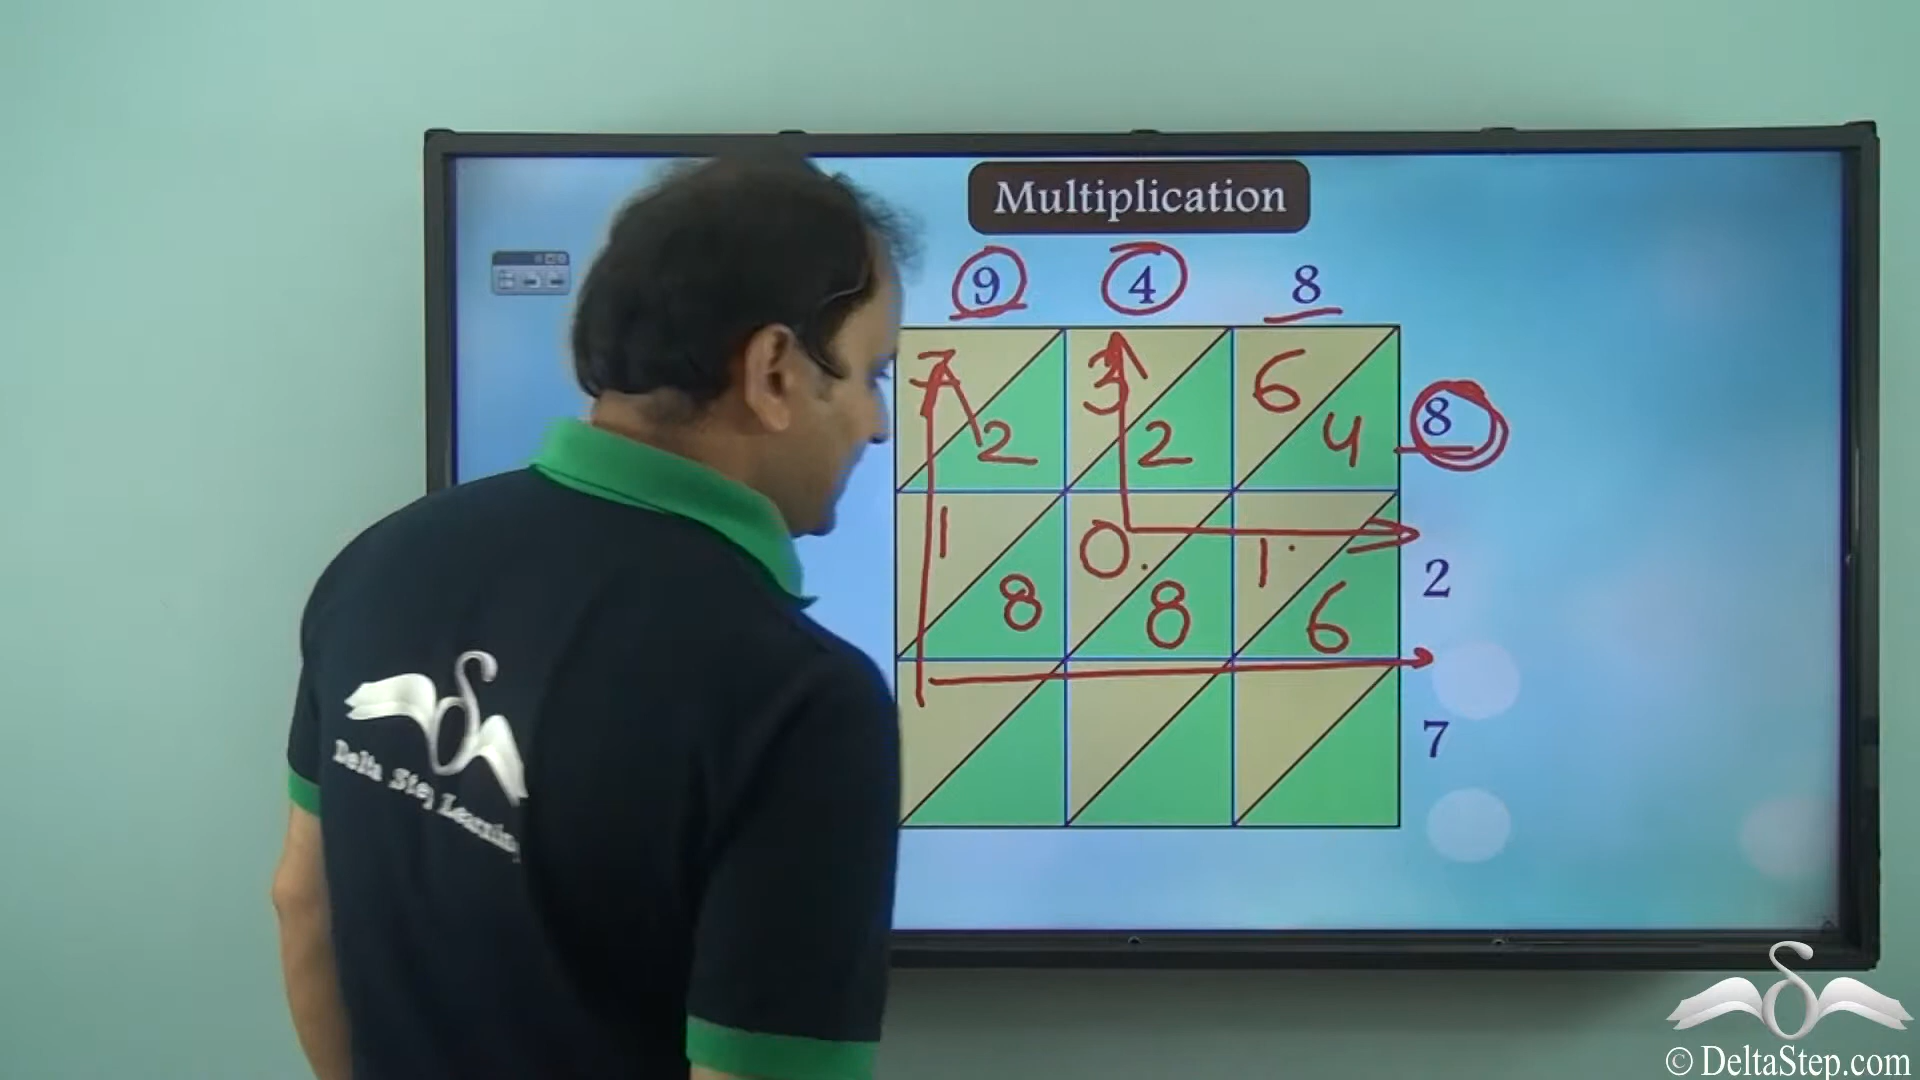 Multiplication
9 4 8
7 3 6
2 2 4 8
1 0 1
8 8 6 2
7
Delta Step Learning
© DeltaStep.com